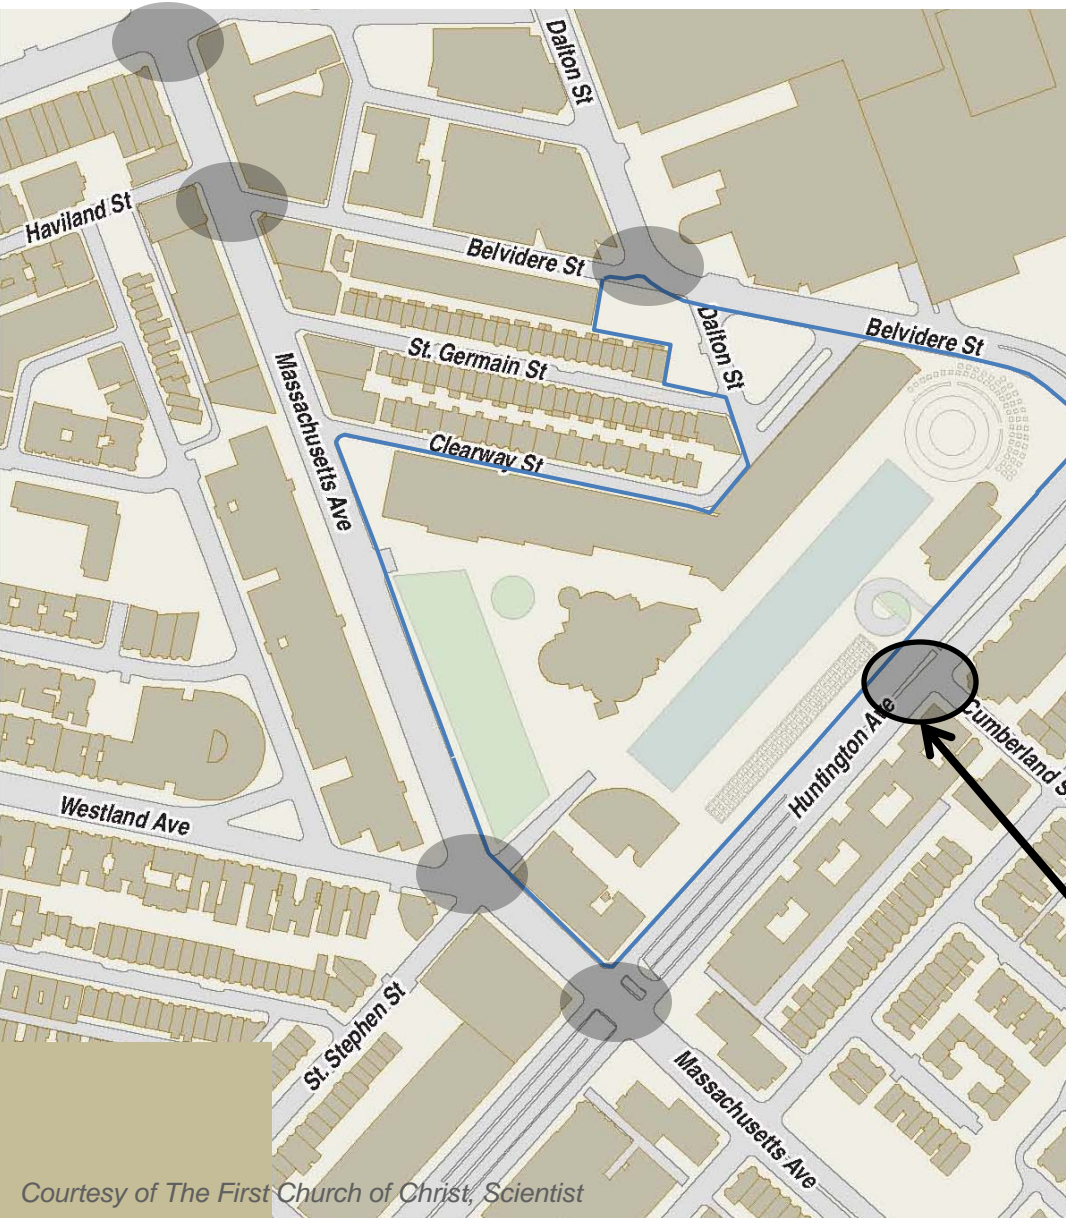 Dalton St
Haviland St
Belvidere St
Dalton St
Belvidere St
St. Germain St
Massachusetts Ave
Clearway St
Huntington Ave
Cumberland S
Westland Ave
St. Stephen St
Massachusetts Ave
Courtesy of The First Church of Christ, Scientist